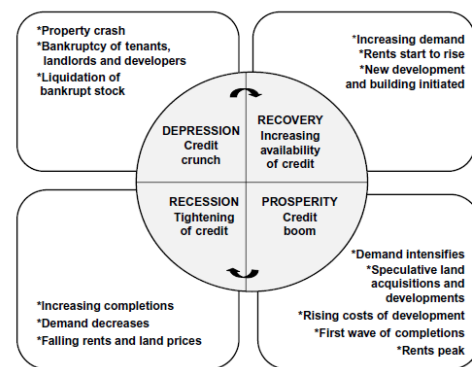 *Property crash
*Bankruptcy of tenants,
landlords and developers
*Liquidation of
bankrupt stock
*Increasing demand
*Rents start to rise
*New development
and building initiated
DEPRESSION
Credit
crunch
RECOVERY
Increasing
availability
of credit
RECESSION
Tightening
of credit
PROSPERITY
Credit
boom
*Increasing completions
*Demand decreases
*Falling rents and land prices
*Demand intensifies
*Speculative land
acquisitions and
developments
*Rising costs of development
*First wave of completions
*Rents peak